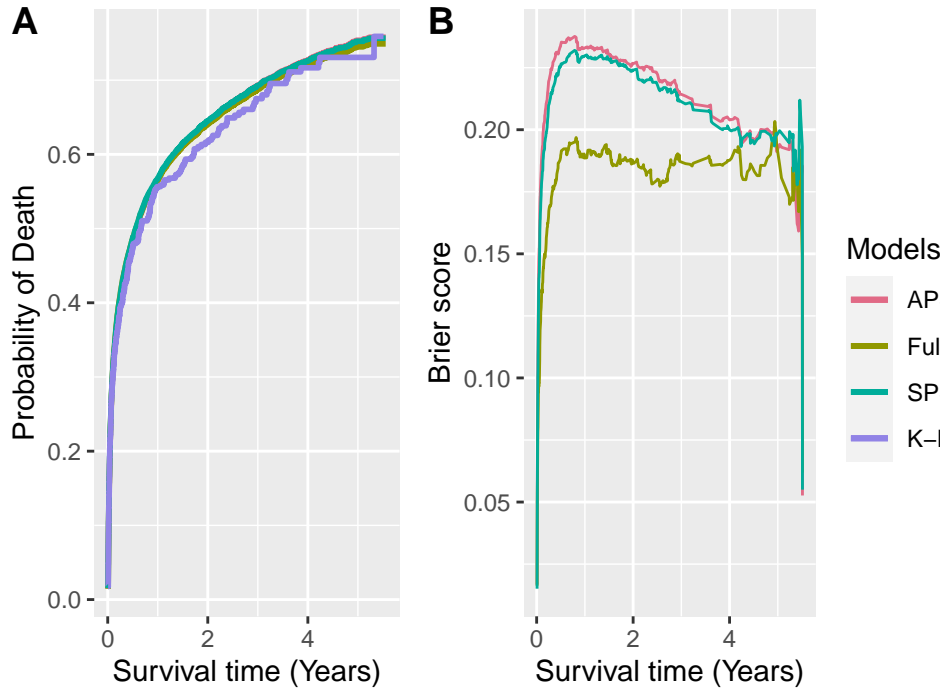 A
B
Probability of Death
0.6
0.4
0.2
0.0
0
2
4
Survival time (Years)
Brier score
0.20
0.15
0.10
0.05
0
2
4
Survival time (Years)
Models
AP
Ful
SP
K−